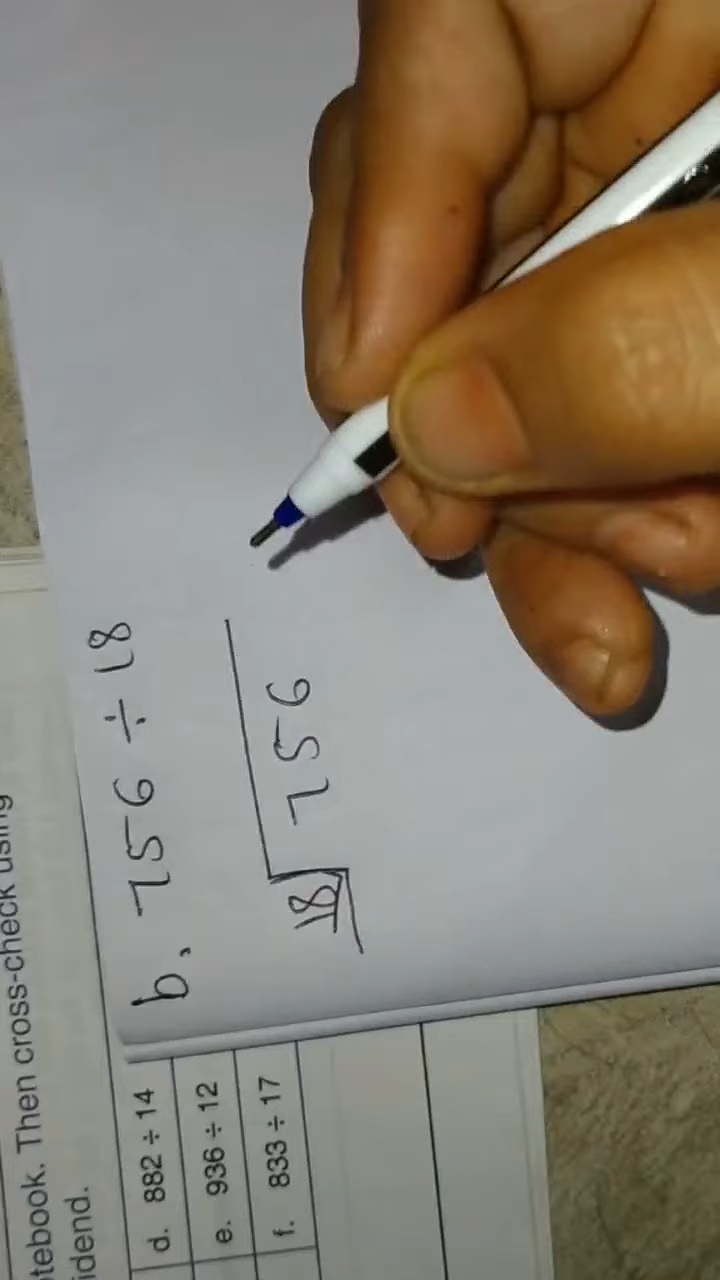 tebook. Then cross-check using
idend.
d. 882 ÷ 14
e. 936 ÷ 12
f. 833 ÷ 17
b. 756 ÷ 18
18 756